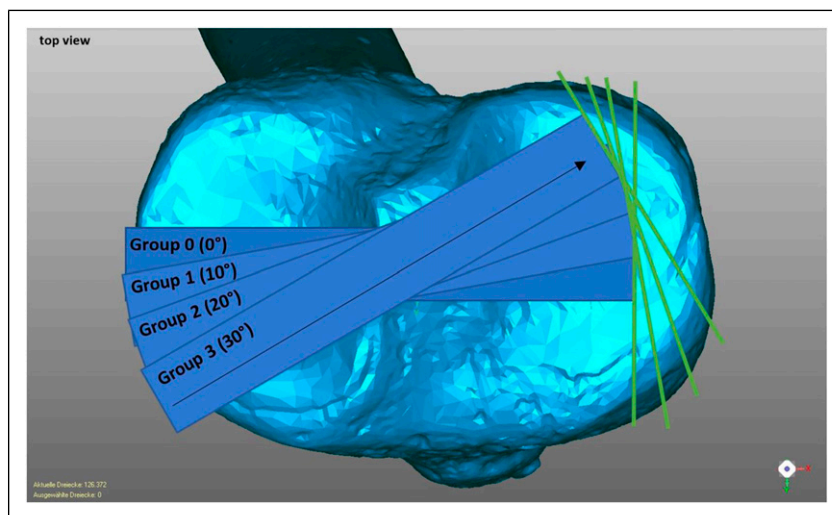 top view
Group 0 (0°)
Group 1 (10°)
Group 2 (20°)
Group 3 (30°)
Aktuelle Dreiecke: 126.372
Ausgewählte Dreiecke: 0